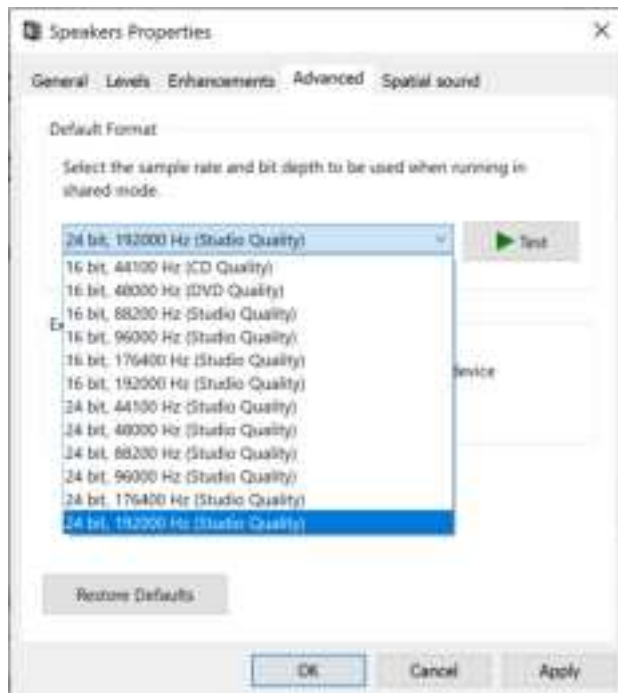 Speakers Properties
General Levels Enhancements Advanced Spatial sound
Default Format
Select the sample rate and bit depth to be used when running in
shared mode.
24 bit, 192000 Hz (Studio Quality)
Test
16 bit, 44100 Hz (CD Quality)
16 bit, 48000 Hz (DVD Quality)
16 bit, 88200 Hz (Studio Quality)
16 bit, 96000 Hz (Studio Quality)
16 bit, 176400 Hz (Studio Quality)
16 bit, 192000 Hz (Studio Quality)
24 bit, 44100 Hz (Studio Quality)
24 bit, 48000 Hz (Studio Quality)
24 bit, 88200 Hz (Studio Quality)
24 bit, 96000 Hz (Studio Quality)
24 bit, 176400 Hz (Studio Quality)
24 bit, 192000 Hz (Studio Quality)
Ex
device
Restore Defaults
OK Cancel Apply